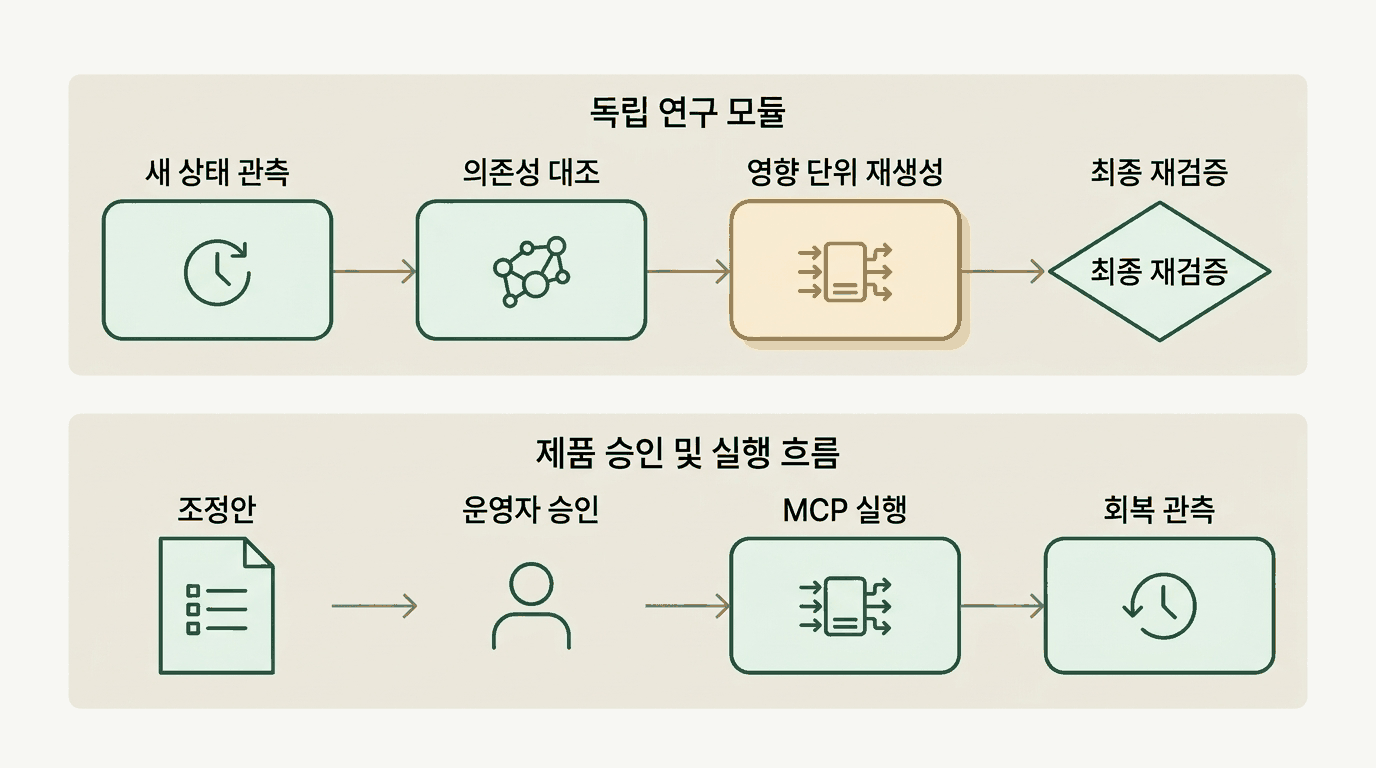 독립 연구 모듈
새 상태 관측
의존성 대조
영향 단위 재생성
최종 재검증
최종 재검증
제품 승인 및 실행 흐름
조정안
운영자 승인
MCP 실행
회복 관측